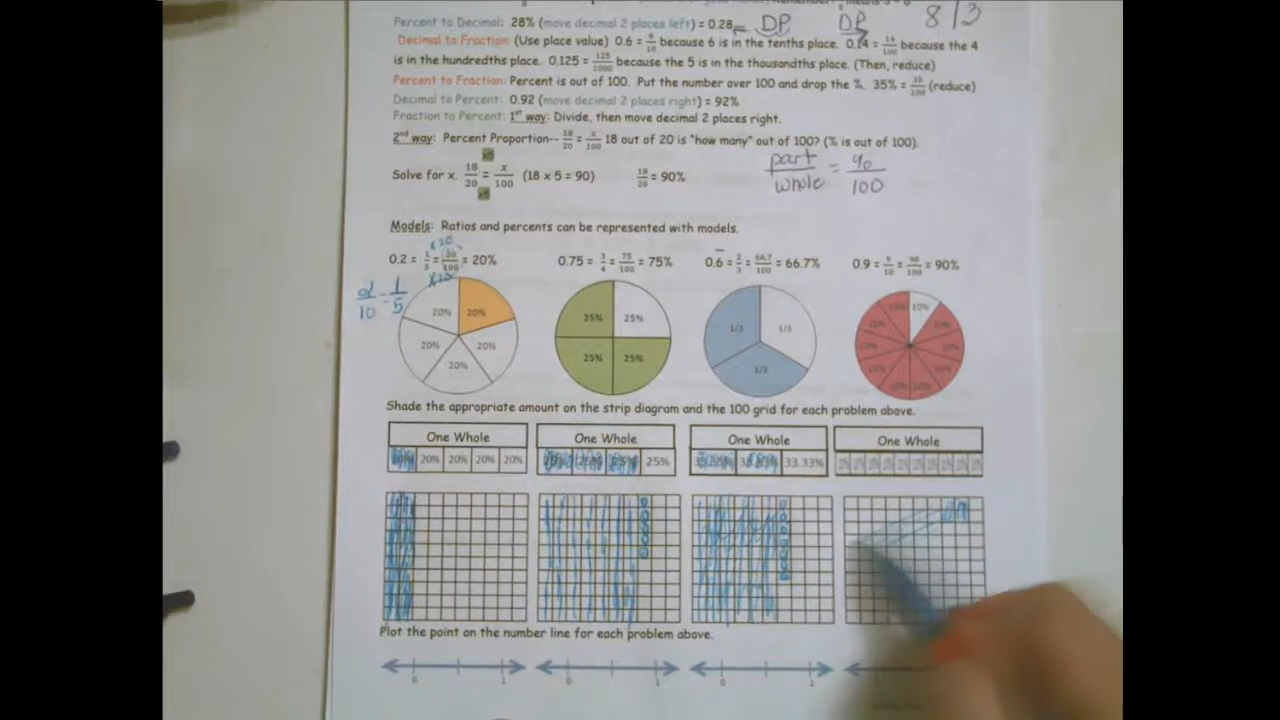 Percent to Decimal: 28% (move decimal 2 places left) = 0.28 DP DP 8/3
Decimal to Fraction: (Use place value) 0.6 = 6/10 because 6 is in the tenths place. 0.14 = 14/100 because the 4
is in the hundredths place. 0.125 = 125/1000 because the 5 is in the thousandths place. (Then, reduce)
Percent to Fraction: Percent is out of 100. Put the number over 100 and drop the %. 35% = 35/100 (reduce)
Decimal to Percent: 0.92 (move decimal 2 places right) = 92%
Fraction to Percent: 1st way: Divide, then move decimal 2 places right.
2nd way: Percent Proportion-- 18/20 = x/100 18 out of 20 is "how many" out of 100? (% is out of 100).
part/whole = %/100
x5
Solve for x. 18/20 = x/100 (18 x 5 = 90) 18/20 = 90%
x5
Models: Ratios and percents can be represented with models.
x20
0.2 = 1/5 = 20/100 = 20% 0.75 = 3/4 = 75/100 = 75% 0.6̅ = 2/3 = 66.7/100 = 66.7% 0.9 = 9/10 = 90/100 = 90%
x20
2/10 = 1/5
20% 20% 25% 25% 1/3 1/3 10% 10%
20% 20% 20% 25% 25% 1/3
Shade the appropriate amount on the strip diagram and the 100 grid for each problem above.
One Whole One Whole One Whole One Whole
20% 20% 20% 20% 25% 25% 33.33%
Plot the point on the number line for each problem above.
0 1 0 1 0 1